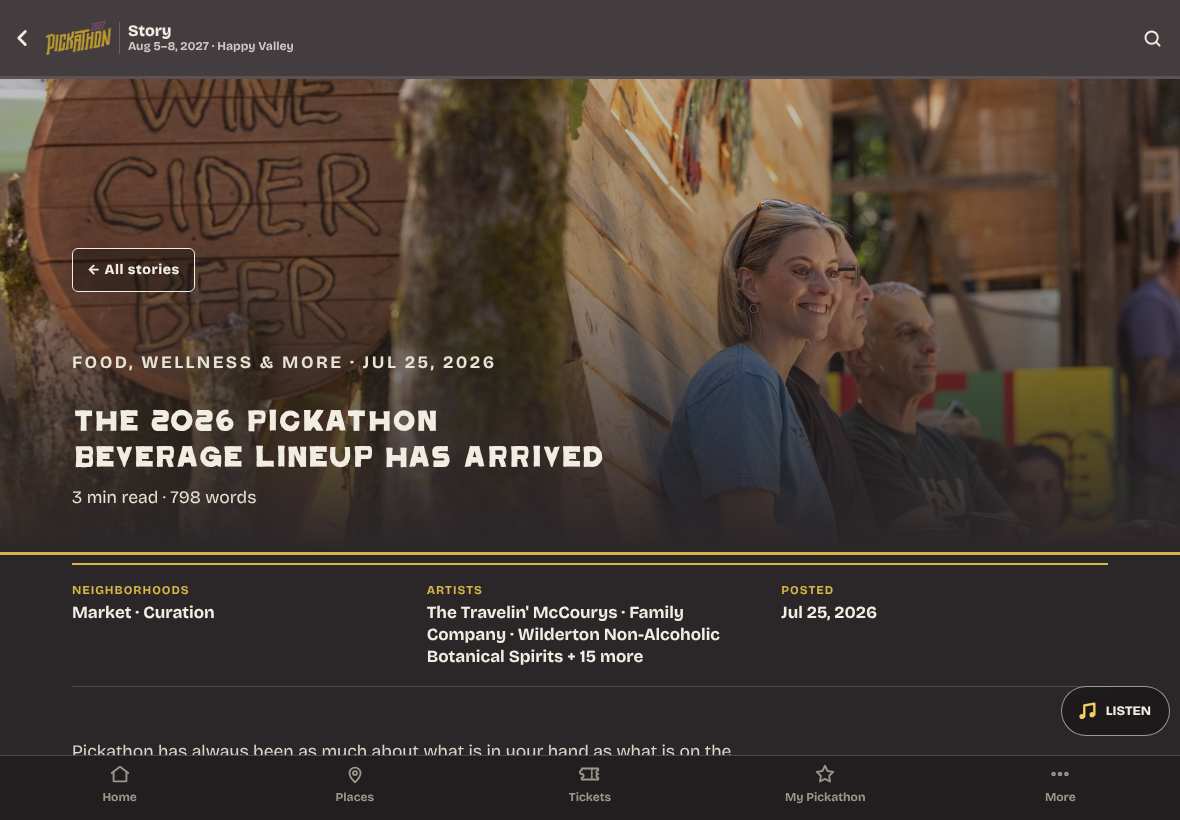 PICKATHON
Story
Aug 5–8, 2027 · Happy Valley
WINE
CIDER
BEER
← All stories
FOOD, WELLNESS & MORE · JUL 25, 2026
THE 2026 PICKATHON
BEVERAGE LINEUP HAS ARRIVED
3 min read · 798 words
NEIGHBORHOODS
Market · Curation
ARTISTS
The Travelin' McCourys · Family
Company · Wilderton Non-Alcoholic
Botanical Spirits + 15 more
POSTED
Jul 25, 2026
LISTEN
Pickathon has always been as much about what is in your hand as what is on the
Home
Places
Tickets
My Pickathon
More